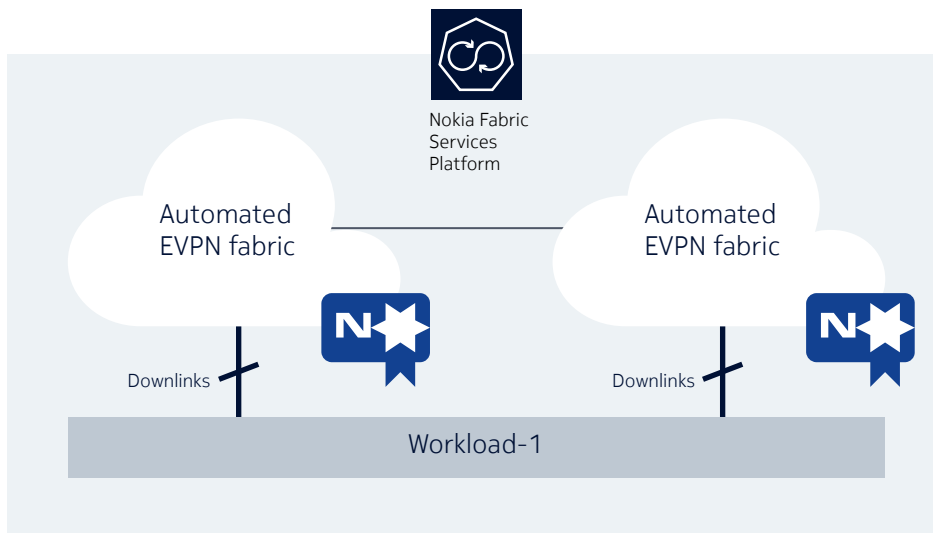 Nokia Fabric
Services
Platform
Automated
EVPN fabric
Automated
EVPN fabric
N
N
Downlinks
Downlinks
Workload-1